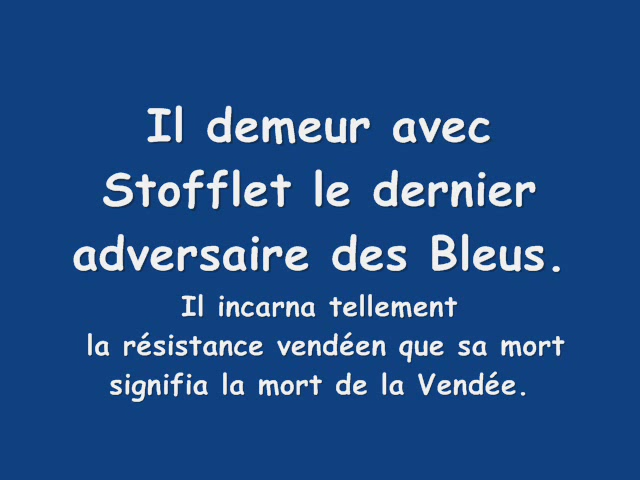 Il demeur avec
Stofflet le dernier
adversaire des Bleus.
Il incarna tellement
la résistance vendéen que sa mort
signifia la mort de la Vendée.